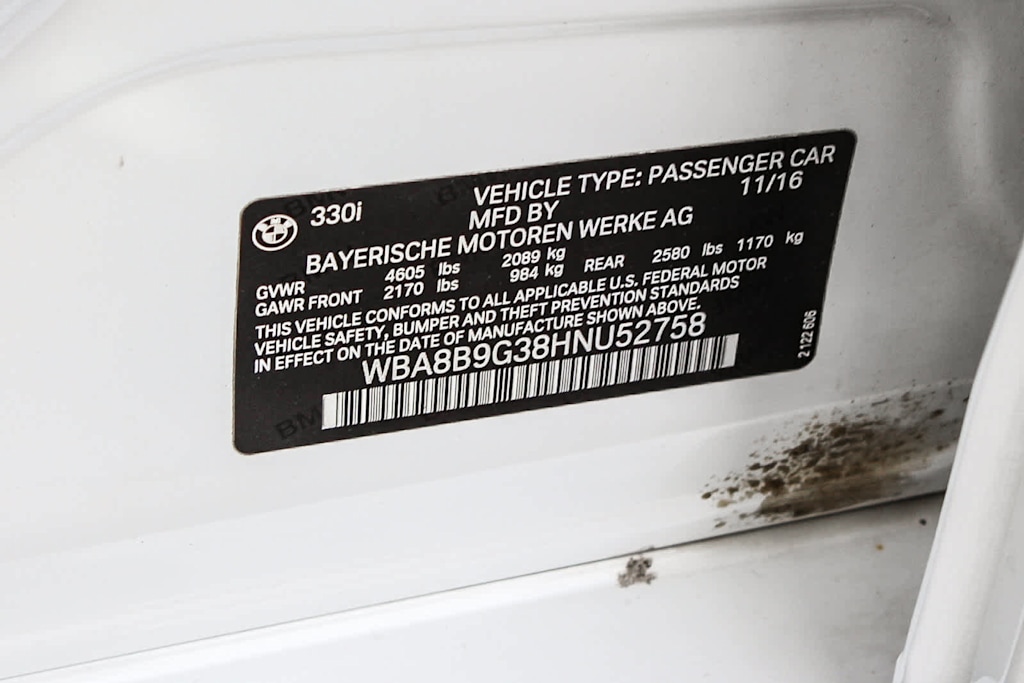 330i
VEHICLE TYPE: PASSENGER CAR
MFD BY 11/16
BAYERISCHE MOTOREN WERKE AG
GVWR 4605 lbs 2089 kg
GAWR FRONT 2170 lbs 984 kg REAR 2580 lbs 1170 kg
THIS VEHICLE CONFORMS TO ALL APPLICABLE U.S. FEDERAL MOTOR
VEHICLE SAFETY, BUMPER AND THEFT PREVENTION STANDARDS
IN EFFECT ON THE DATE OF MANUFACTURE SHOWN ABOVE.
WBA8B9G38HNU52758
2 122 606
BMW